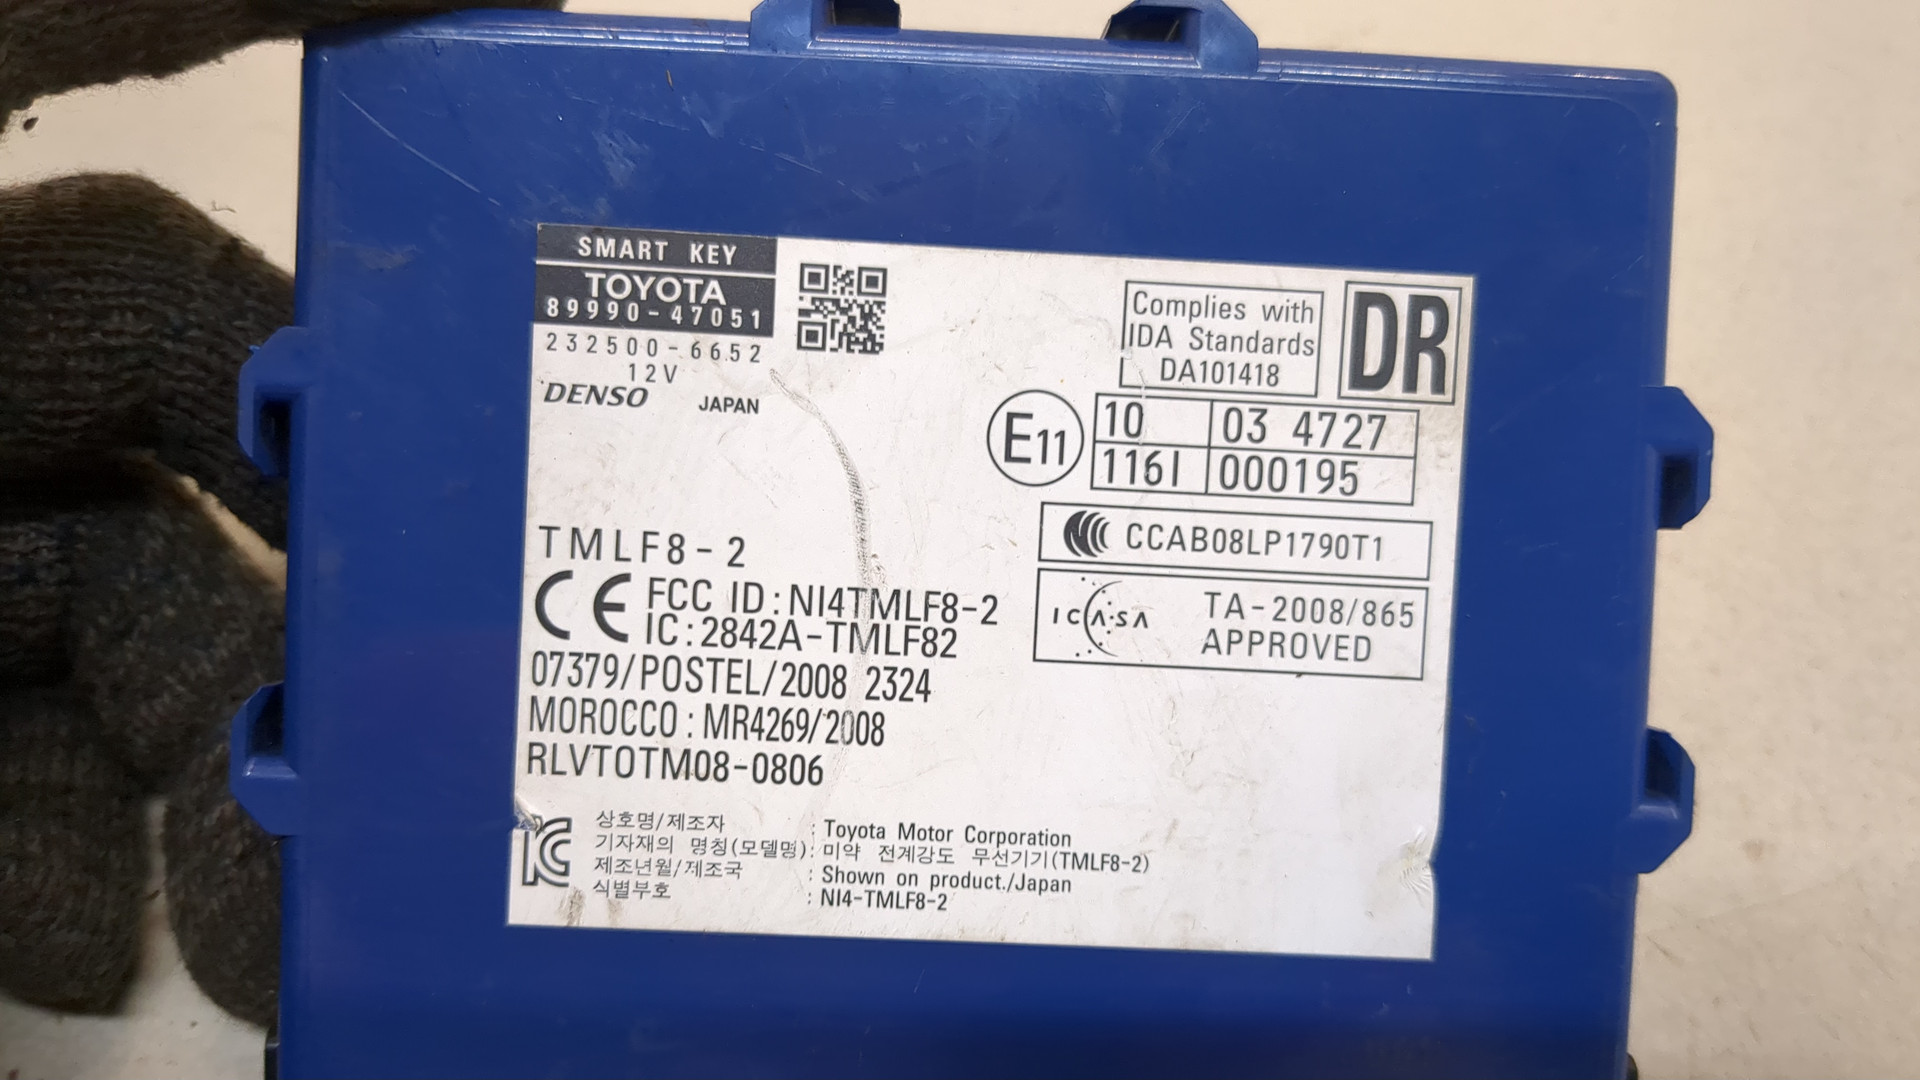 SMART KEY
TOYOTA
89990-47051
232500-6652
12V
DENSO JAPAN
Complies with
IDA Standards
DA101418
DR
E11
10 03 4727
116I 000195
CCAB08LP1790T1
ICASA TA-2008/865
APPROVED
TMLF8-2
CE FCC ID:NI4TMLF8-2
IC:2842A-TMLF82
07379/POSTEL/2008 2324
MOROCCO:MR4269/2008
RLVTOTM08-0806
상호명/제조자 : Toyota Motor Corporation
기자재의 명칭(모델명): 미약 전계강도 무선기기(TMLF8-2)
제조년월/제조국 : Shown on product./Japan
식별부호 : NI4-TMLF8-2